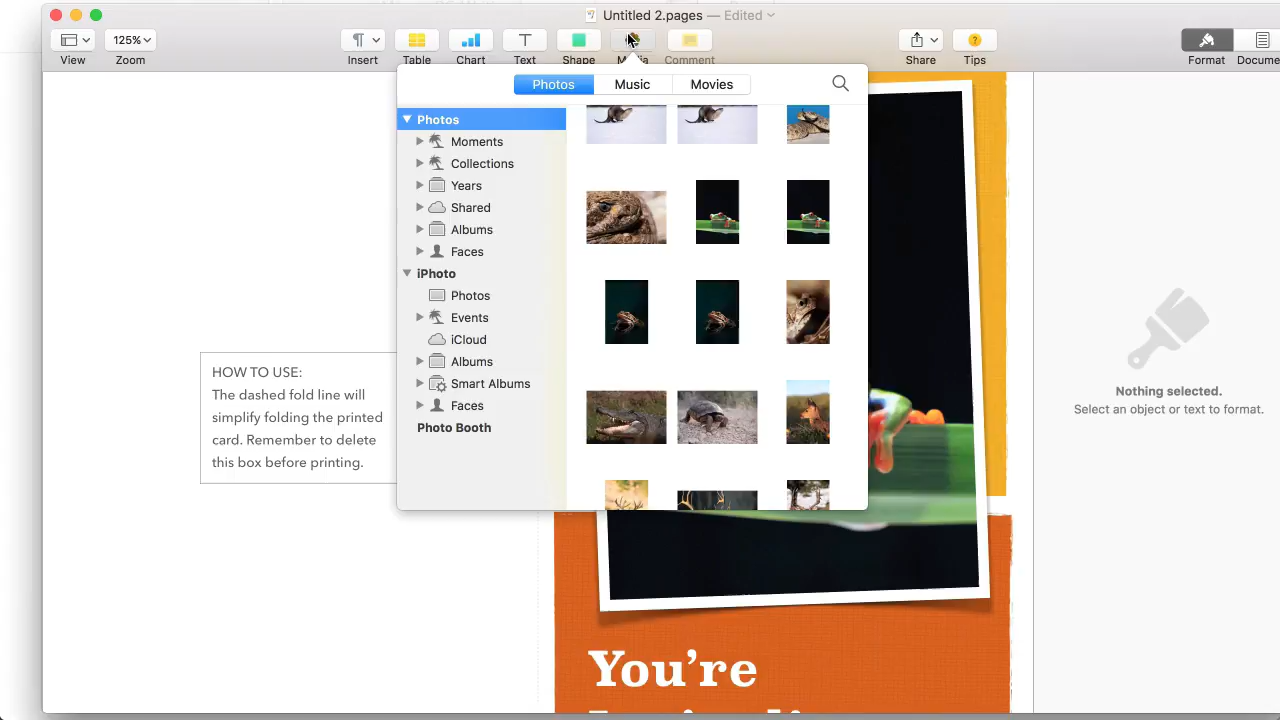 Untitled 2.pages — Edited
125%
View
Zoom
Insert
Table
Chart
Text
Shape
Media
Comment
Share
Tips
Format
Photos
Music
Movies
Photos
Moments
Collections
Years
Shared
Albums
Faces
iPhoto
Photos
Events
iCloud
Albums
Smart Albums
Faces
Photo Booth
HOW TO USE:
The dashed fold line will
simplify folding the printed
card. Remember to delete
this box before printing.
Nothing selected.
Select an object or text to format.
You’re